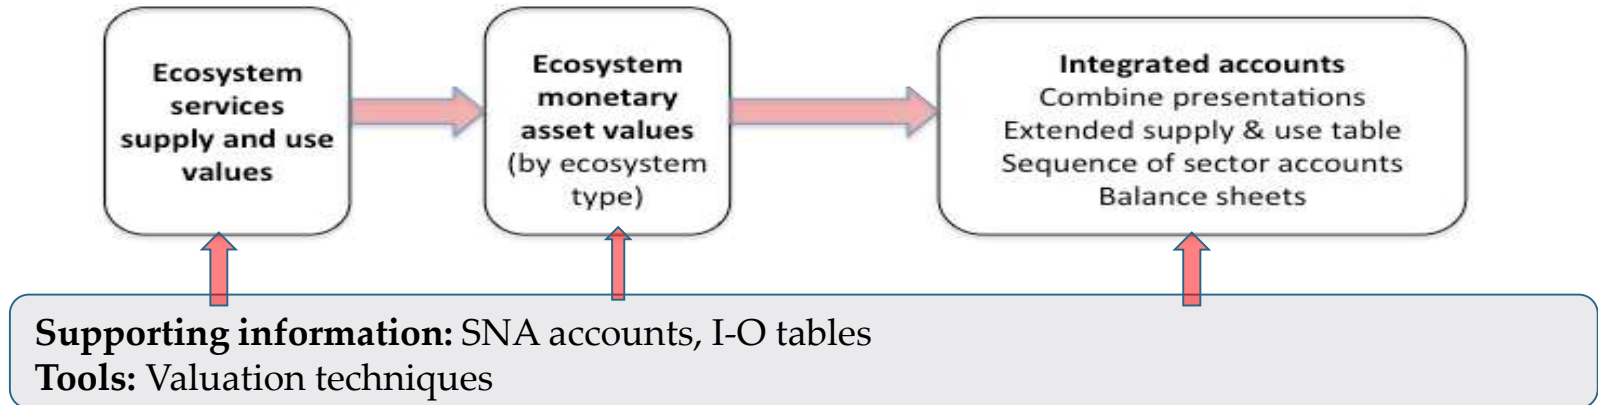 Ecosystem
services
supply and use
values
Ecosystem
monetary
asset values
(by ecosystem
type)
Integrated accounts
Combine presentations
Extended supply & use table
Sequence of sector accounts
Balance sheets
Supporting information: SNA accounts, I-O tables
Tools: Valuation techniques